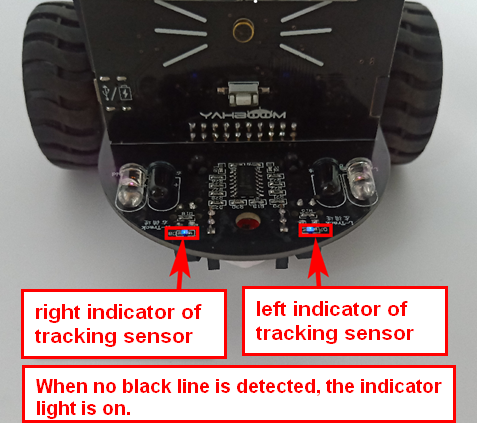 YAHBOOM
right indicator of
tracking sensor
left indicator of
tracking sensor
When no black line is detected, the indicator
light is on.